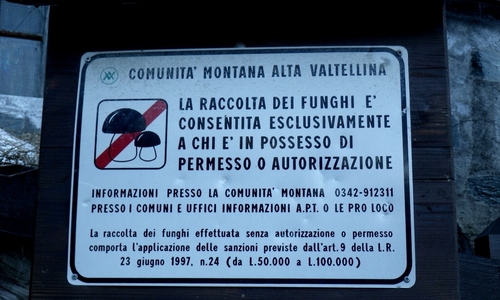 COMUNITA' MONTANA ALTA VALTELLINA
LA RACCOLTA DEI FUNGHI E'
CONSENTITA ESCLUSIVAMENTE
A CHI E' IN POSSESSO DI
PERMESSO O AUTORIZZAZIONE
INFORMAZIONI PRESSO LA COMUNITA' MONTANA 0342-912311
PRESSO I COMUNI E UFFICI INFORMAZIONI A.P.T. O LE PRO LOCO
La raccolta dei funghi effettuata senza autorizzazione o permesso
comporta l'applicazione delle sanzioni previste dall'art.9 della L.R.
23 giugno 1997, n.24 (da L.50.000 a L.100.000)